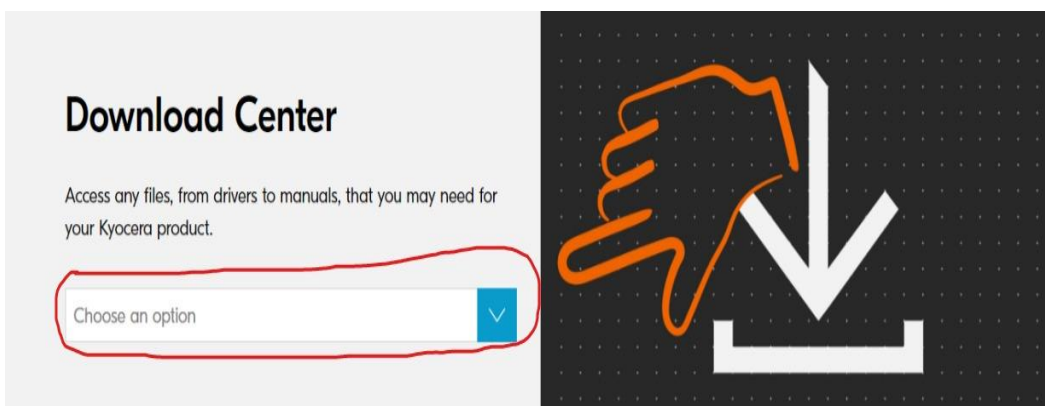 Download Center
Access any files, from drivers to manuals, that you may need for
your Kyocera product.
Choose an option